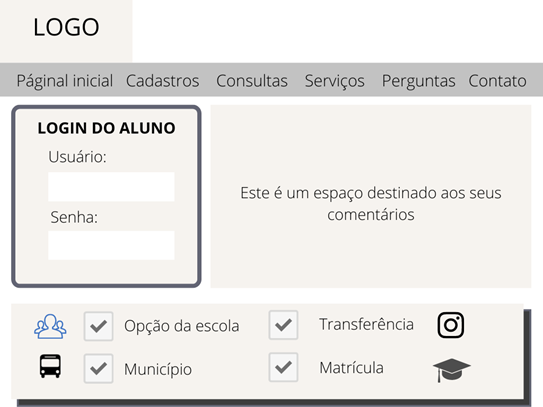 LOGO
Páginal inicial Cadastros Consultas Serviços Perguntas Contato
LOGIN DO ALUNO
Usuário:
Senha:
Este é um espaço destinado aos seus
comentários
Opção da escola
Transferência
Município
Matrícula